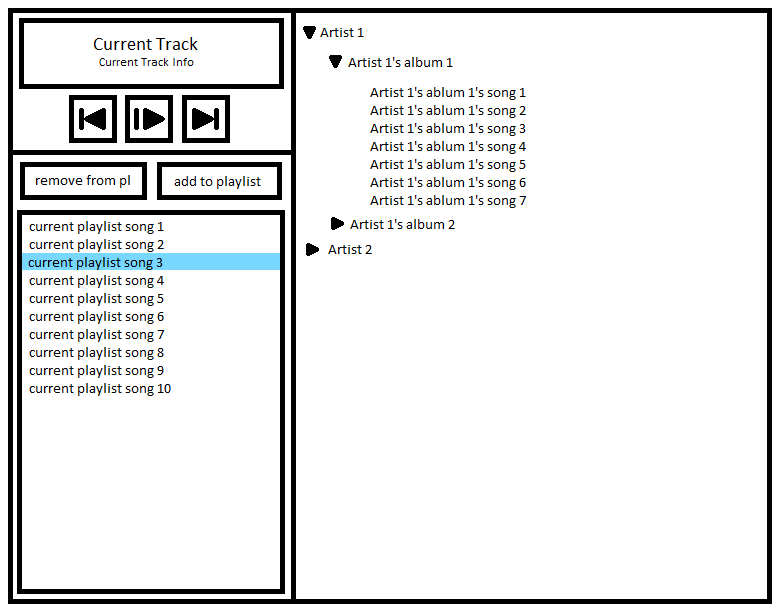 Current Track
Current Track Info
remove from pl
add to playlist
current playlist song 1
current playlist song 2
current playlist song 3
current playlist song 4
current playlist song 5
current playlist song 6
current playlist song 7
current playlist song 8
current playlist song 9
current playlist song 10
Artist 1
Artist 1's album 1
Artist 1's ablum 1's song 1
Artist 1's ablum 1's song 2
Artist 1's ablum 1's song 3
Artist 1's ablum 1's song 4
Artist 1's ablum 1's song 5
Artist 1's ablum 1's song 6
Artist 1's ablum 1's song 7
Artist 1's album 2
Artist 2